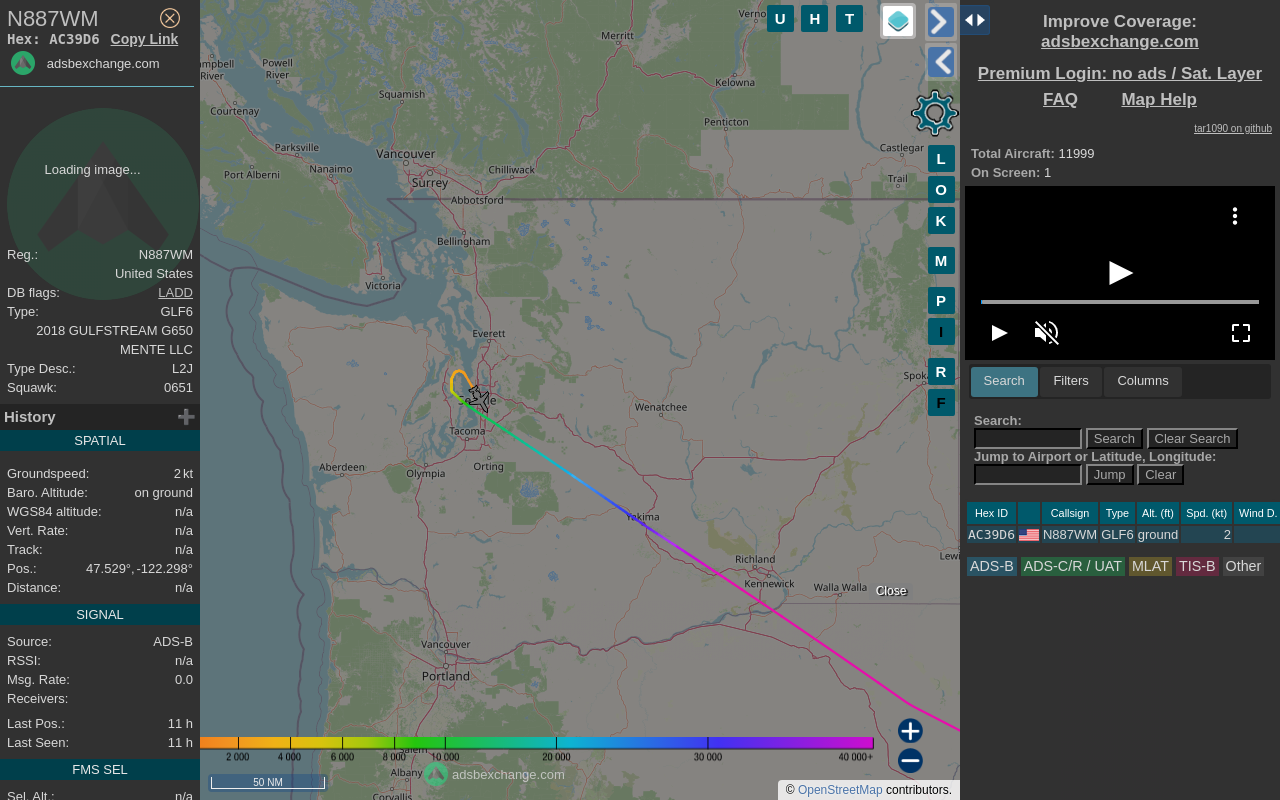 N887WM
Hex: AC39D6 Copy Link
adsbexchange.com
Loading image...
Reg.: N887WM
United States
DB flags: LADD
Type: GLF6
2018 GULFSTREAM G650
MENTE LLC
Type Desc.: L2J
Squawk: 0651
History
SPATIAL
Groundspeed: 2 kt
Baro. Altitude: on ground
WGS84 altitude: n/a
Vert. Rate: n/a
Track: n/a
Pos.: 47.529°, -122.298°
Distance: n/a
SIGNAL
Source: ADS-B
RSSI: n/a
Msg. Rate: 0.0
Receivers:
Last Pos.: 11 h
Last Seen: 11 h
FMS SEL
Sel. Alt.: n/a
U H T
Merritt
Powell
River
River
Kelowna
Squamish
Courtenay
Penticton
Parksville
Vancouver
Castlegar
Port Alberni
Nanaimo
Surrey
Chilliwack
Trail
Abbotsford
Bellingham
Victoria
Everett
Wenatchee
Tacoma
Aberdeen
Olympia
Orting
Yakima
Richland
Kennewick
Walla Walla
Close
Vancouver
Portland
Salem
Albany
Corvallis
L
O
K
M
P
I
R
F
2 000 4 000 6 000 8 000 10 000 20 000 30 000 40 000+
adsbexchange.com
50 NM
© OpenStreetMap contributors.
Improve Coverage:
adsbexchange.com
Premium Login: no ads / Sat. Layer
FAQ Map Help
tar1090 on github
Total Aircraft: 11999
On Screen: 1
Search Filters Columns
Search:
Search Clear Search
Jump to Airport or Latitude, Longitude:
Jump Clear
Hex ID Callsign Type Alt. (ft) Spd. (kt) Wind D.
AC39D6 N887WM GLF6 ground 2
ADS-B ADS-C/R / UAT MLAT TIS-B Other